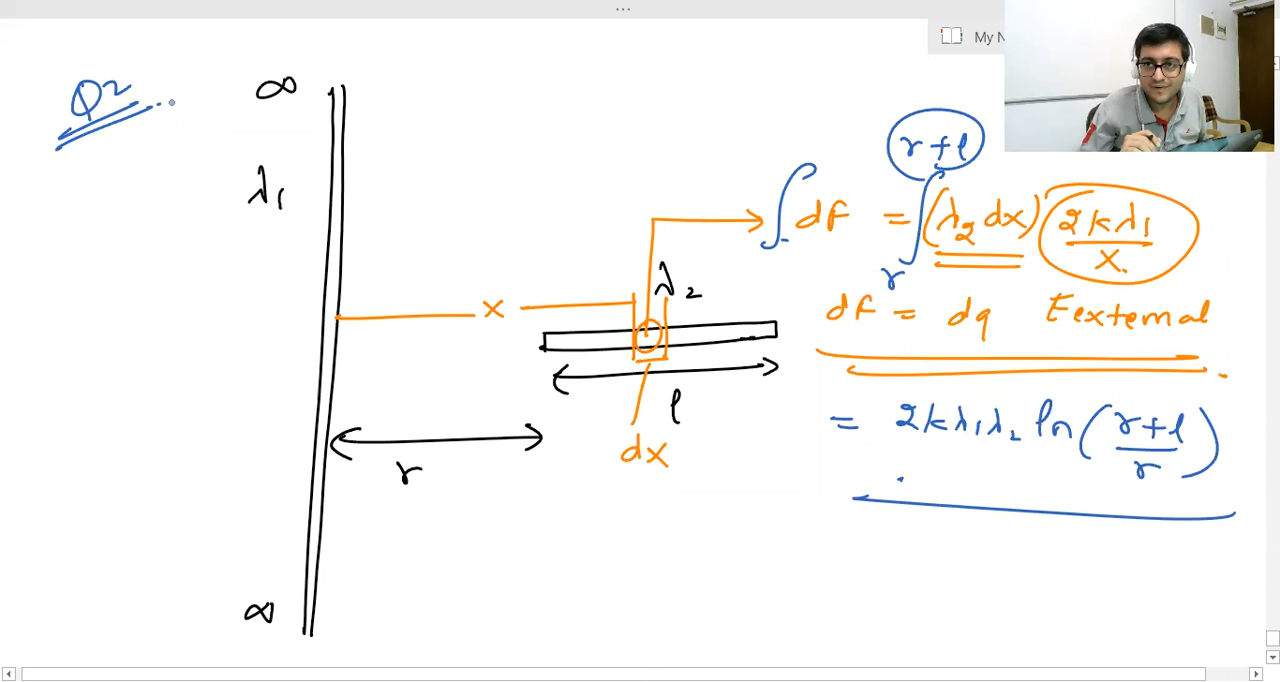 My N
Q2
∞
λ₁
r+l
∫ dF = ∫ (λ₂ dx) (2kλ₁ / x)
r
λ₂
x
dF = dq Eexternal
l
= 2kλ₁λ₂ ln((r+l)/r)
dx
r
∞